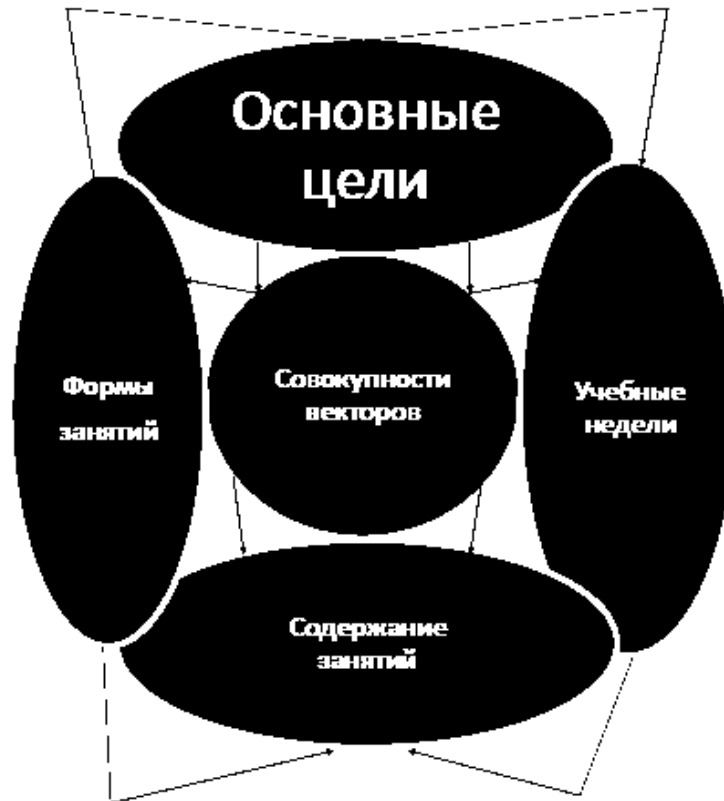 Основные
цели
Формы
занятий
Совокупности
векторов
Учебные
недели
Содержание
занятий